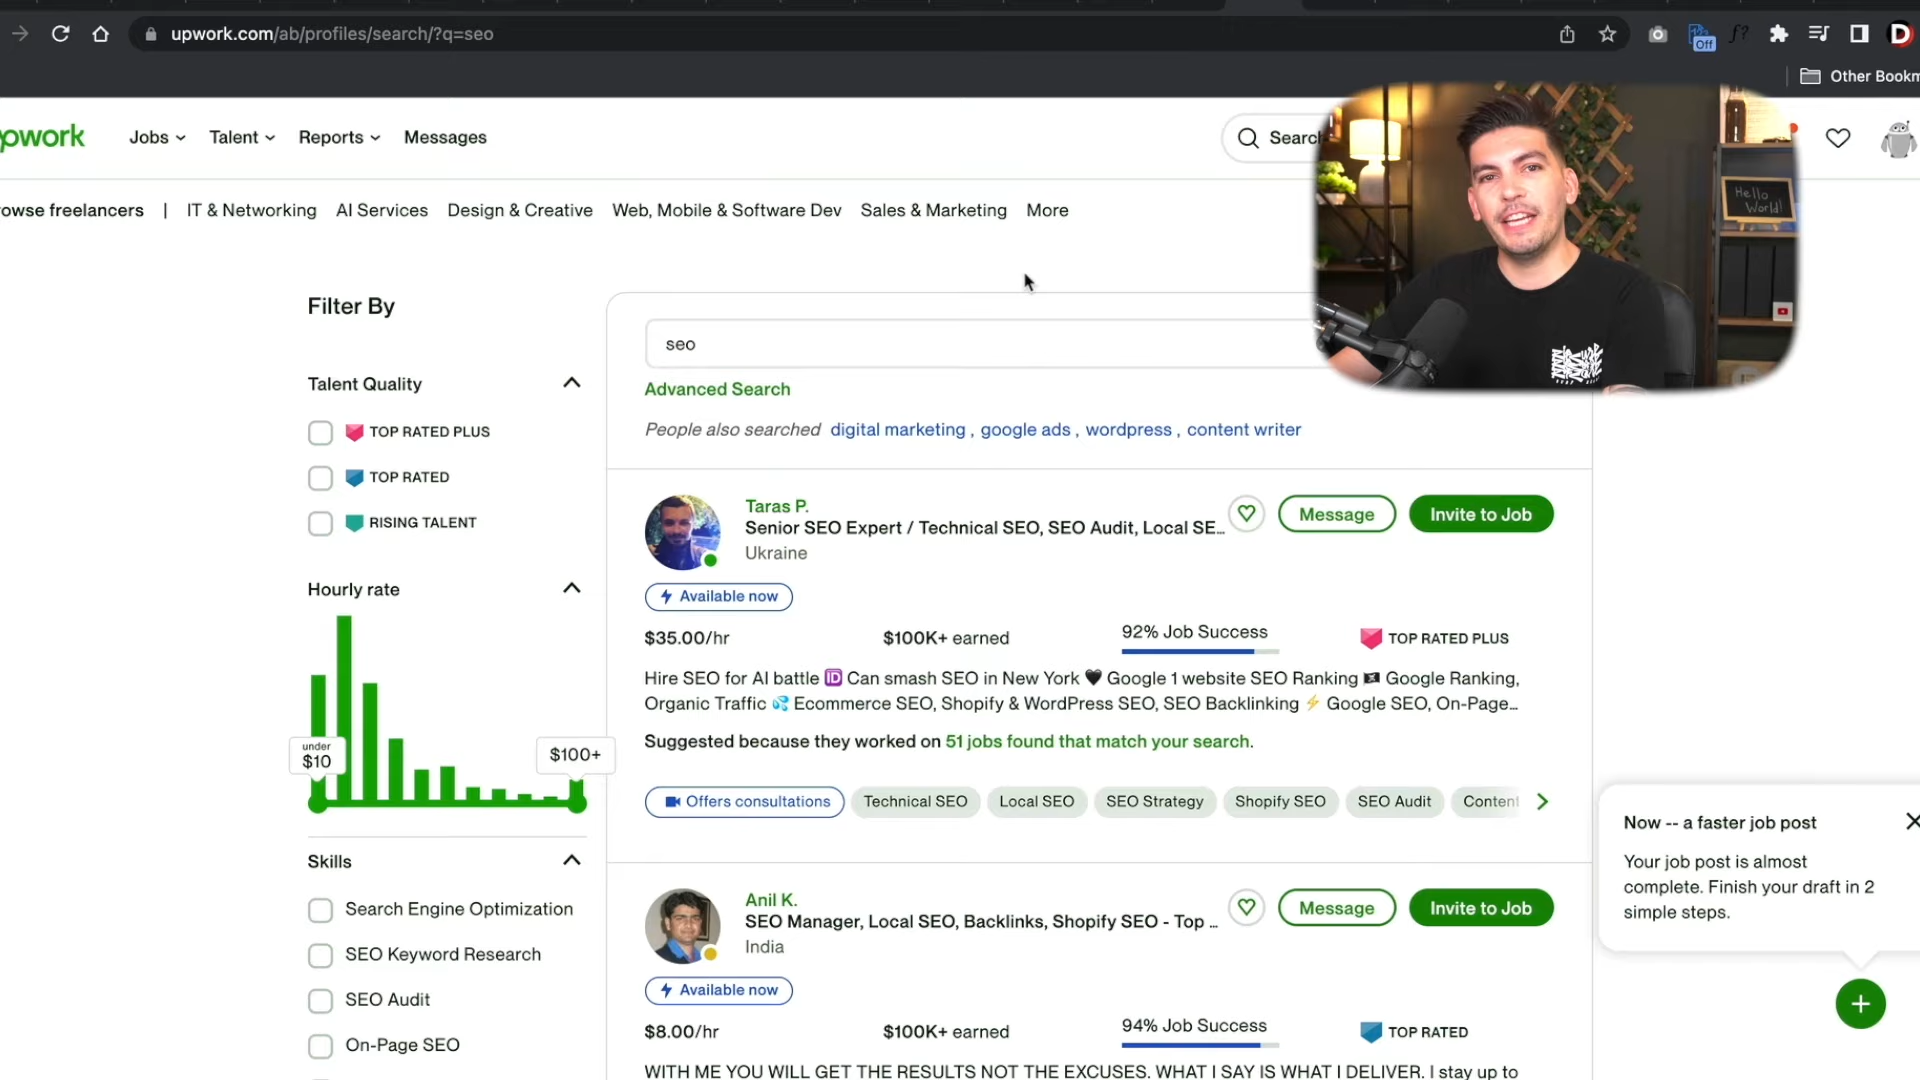 upwork.com/ab/profiles/search/?q=seo
Off
f?
D
Other Bookm
pwork
Jobs
Talent
Reports
Messages
Search
Hello World!
owse freelancers | IT & Networking AI Services Design & Creative Web, Mobile & Software Dev Sales & Marketing More
Filter By
seo
Advanced Search
People also searched digital marketing , google ads , wordpress , content writer
Talent Quality
TOP RATED PLUS
TOP RATED
RISING TALENT
Hourly rate
under
$10
$100+
Skills
Search Engine Optimization
SEO Keyword Research
SEO Audit
On-Page SEO
Taras P.
Senior SEO Expert / Technical SEO, SEO Audit, Local SE...
Ukraine
Message
Invite to Job
Available now
$35.00/hr
$100K+ earned
92% Job Success
TOP RATED PLUS
Hire SEO for AI battle 🆔 Can smash SEO in New York 🖤 Google 1 website SEO Ranking 🏴‍☠️ Google Ranking,
Organic Traffic 💦 Ecommerce SEO, Shopify & WordPress SEO, SEO Backlinking ⚡ Google SEO, On-Page...
Suggested because they worked on 51 jobs found that match your search.
Offers consultations
Technical SEO
Local SEO
SEO Strategy
Shopify SEO
SEO Audit
Content
Anil K.
SEO Manager, Local SEO, Backlinks, Shopify SEO - Top ...
India
Message
Invite to Job
Available now
$8.00/hr
$100K+ earned
94% Job Success
TOP RATED
WITH ME YOU WILL GET THE RESULTS NOT THE EXCUSES. WHAT I SAY IS WHAT I DELIVER. I stay up to
Now -- a faster job post
Your job post is almost
complete. Finish your draft in 2
simple steps.